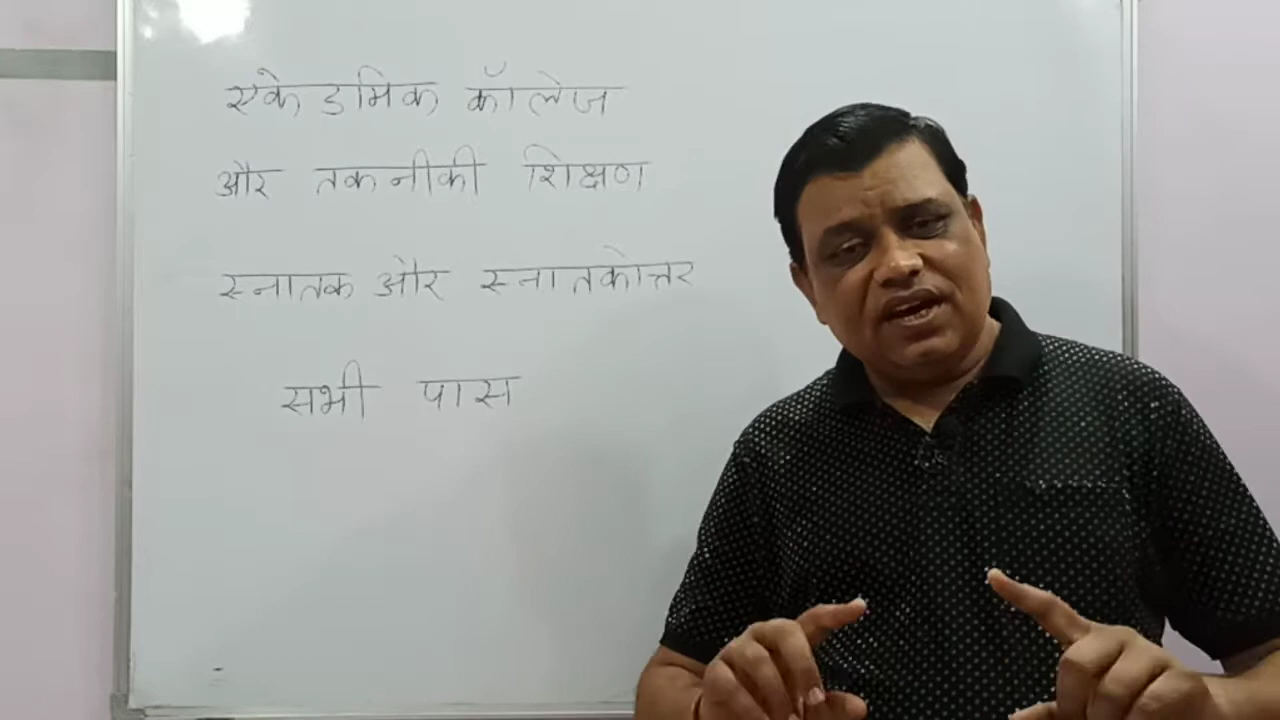 एकेडमिक कॉलेज
और तकनीकी शिक्षण
स्नातक और स्नातकोत्तर
सभी पास